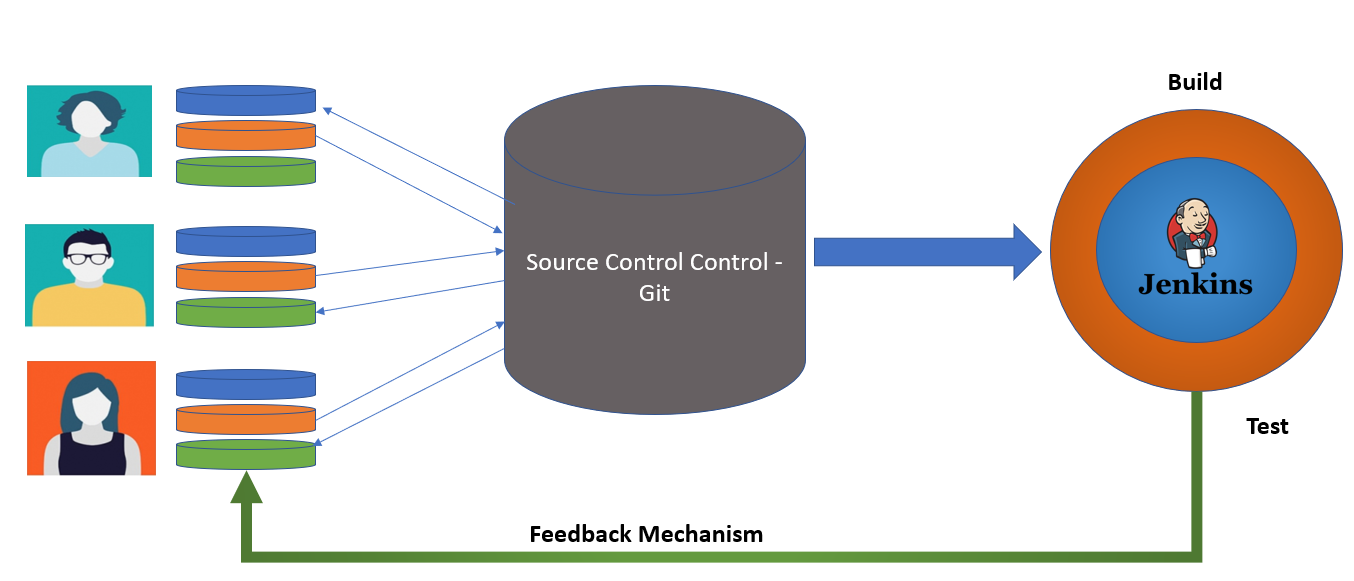 Build
Source Control Control -
Git
Jenkins
Test
Feedback Mechanism